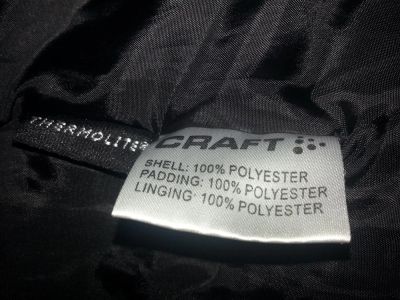 THERMOLITE®
CRAFT
SHELL: 100% POLYESTER
PADDING: 100% POLYESTER
LINGING: 100% POLYESTER